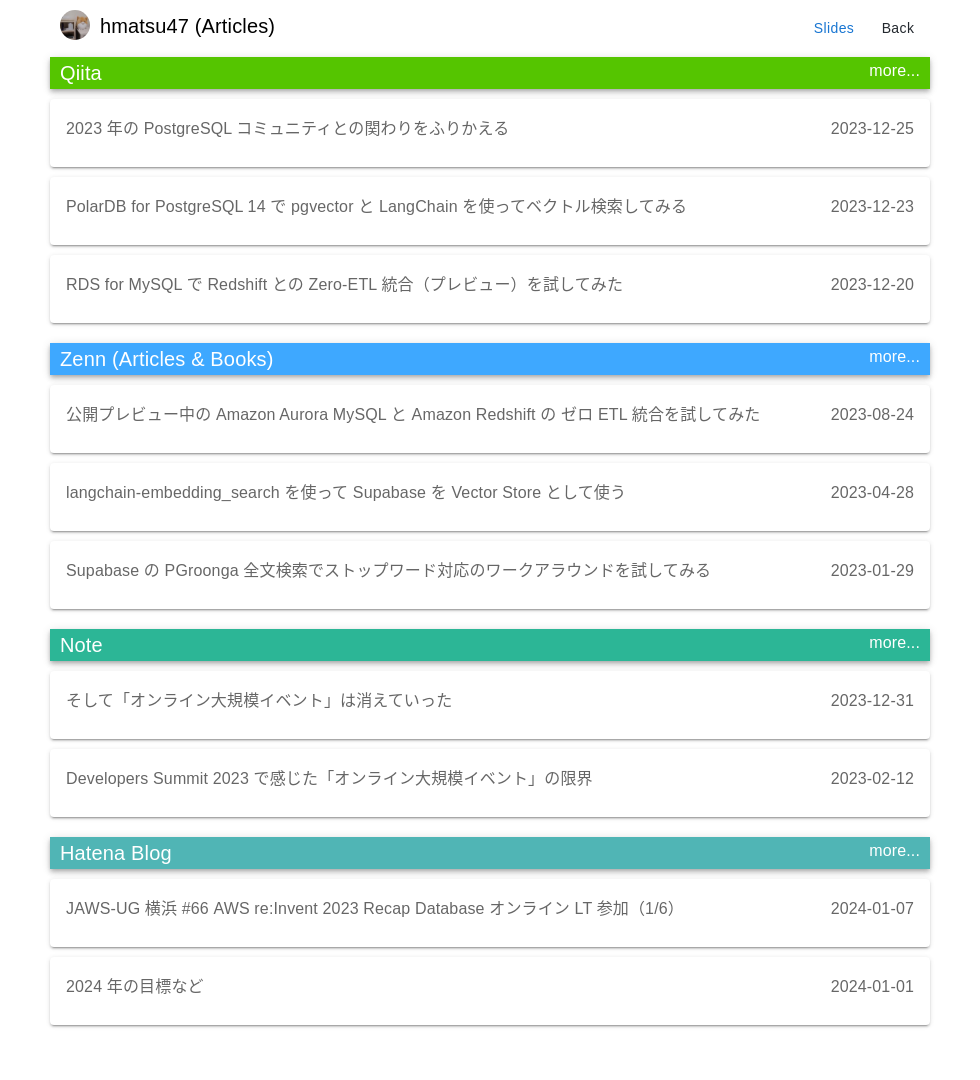 hmatsu47 (Articles)
Slides
Back
Qiita
more...
2023 年の PostgreSQL コミュニティとの関わりをふりかえる
2023-12-25
PolarDB for PostgreSQL 14 で pgvector と LangChain を使ってベクトル検索してみる
2023-12-23
RDS for MySQL で Redshift との Zero-ETL 統合（プレビュー）を試してみた
2023-12-20
Zenn (Articles & Books)
more...
公開プレビュー中の Amazon Aurora MySQL と Amazon Redshift の ゼロ ETL 統合を試してみた
2023-08-24
langchain-embedding_search を使って Supabase を Vector Store として使う
2023-04-28
Supabase の PGroonga 全文検索でストップワード対応のワークアラウンドを試してみる
2023-01-29
Note
more...
そして「オンライン大規模イベント」は消えていった
2023-12-31
Developers Summit 2023 で感じた「オンライン大規模イベント」の限界
2023-02-12
Hatena Blog
more...
JAWS-UG 横浜 #66 AWS re:Invent 2023 Recap Database オンライン LT 参加（1/6）
2024-01-07
2024 年の目標など
2024-01-01